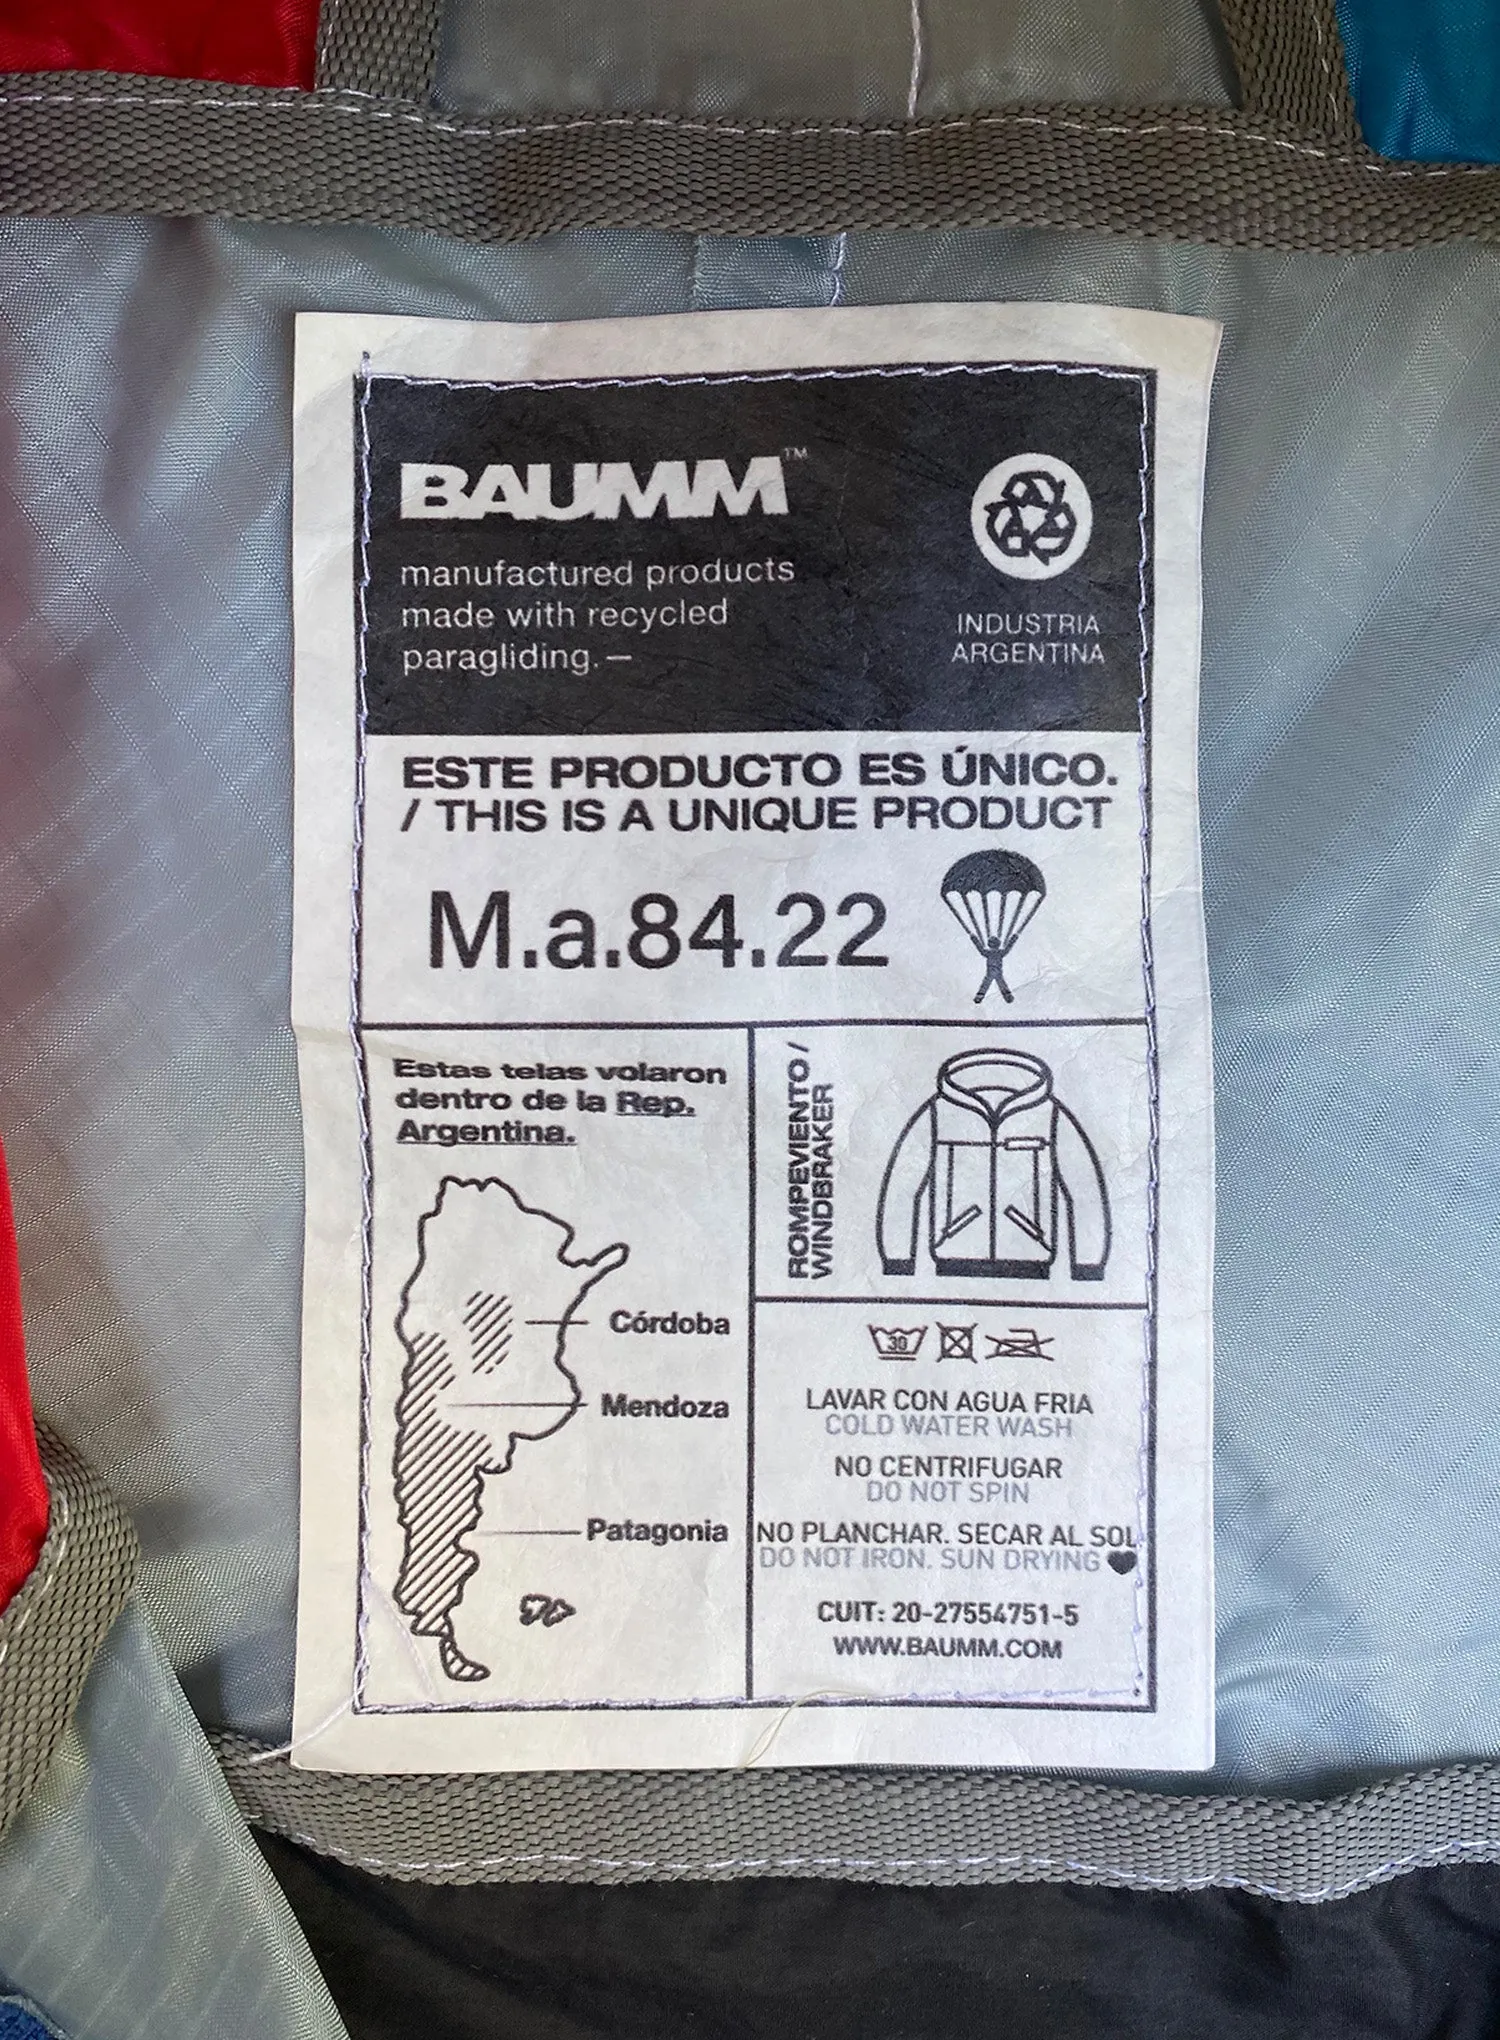 BAUMM™
manufactured products
made with recycled
paragliding.—
INDUSTRIA
ARGENTINA
ESTE PRODUCTO ES ÚNICO.
/ THIS IS A UNIQUE PRODUCT
M.a.84.22
Estas telas volaron
dentro de la Rep.
Argentina.
Córdoba
Mendoza
Patagonia
ROMPEVIENTO /
WINDBRAKER
30
LAVAR CON AGUA FRIA
COLD WATER WASH
NO CENTRIFUGAR
DO NOT SPIN
NO PLANCHAR. SECAR AL SOL
DO NOT IRON. SUN DRYING
CUIT: 20-27554751-5
WWW.BAUMM.COM